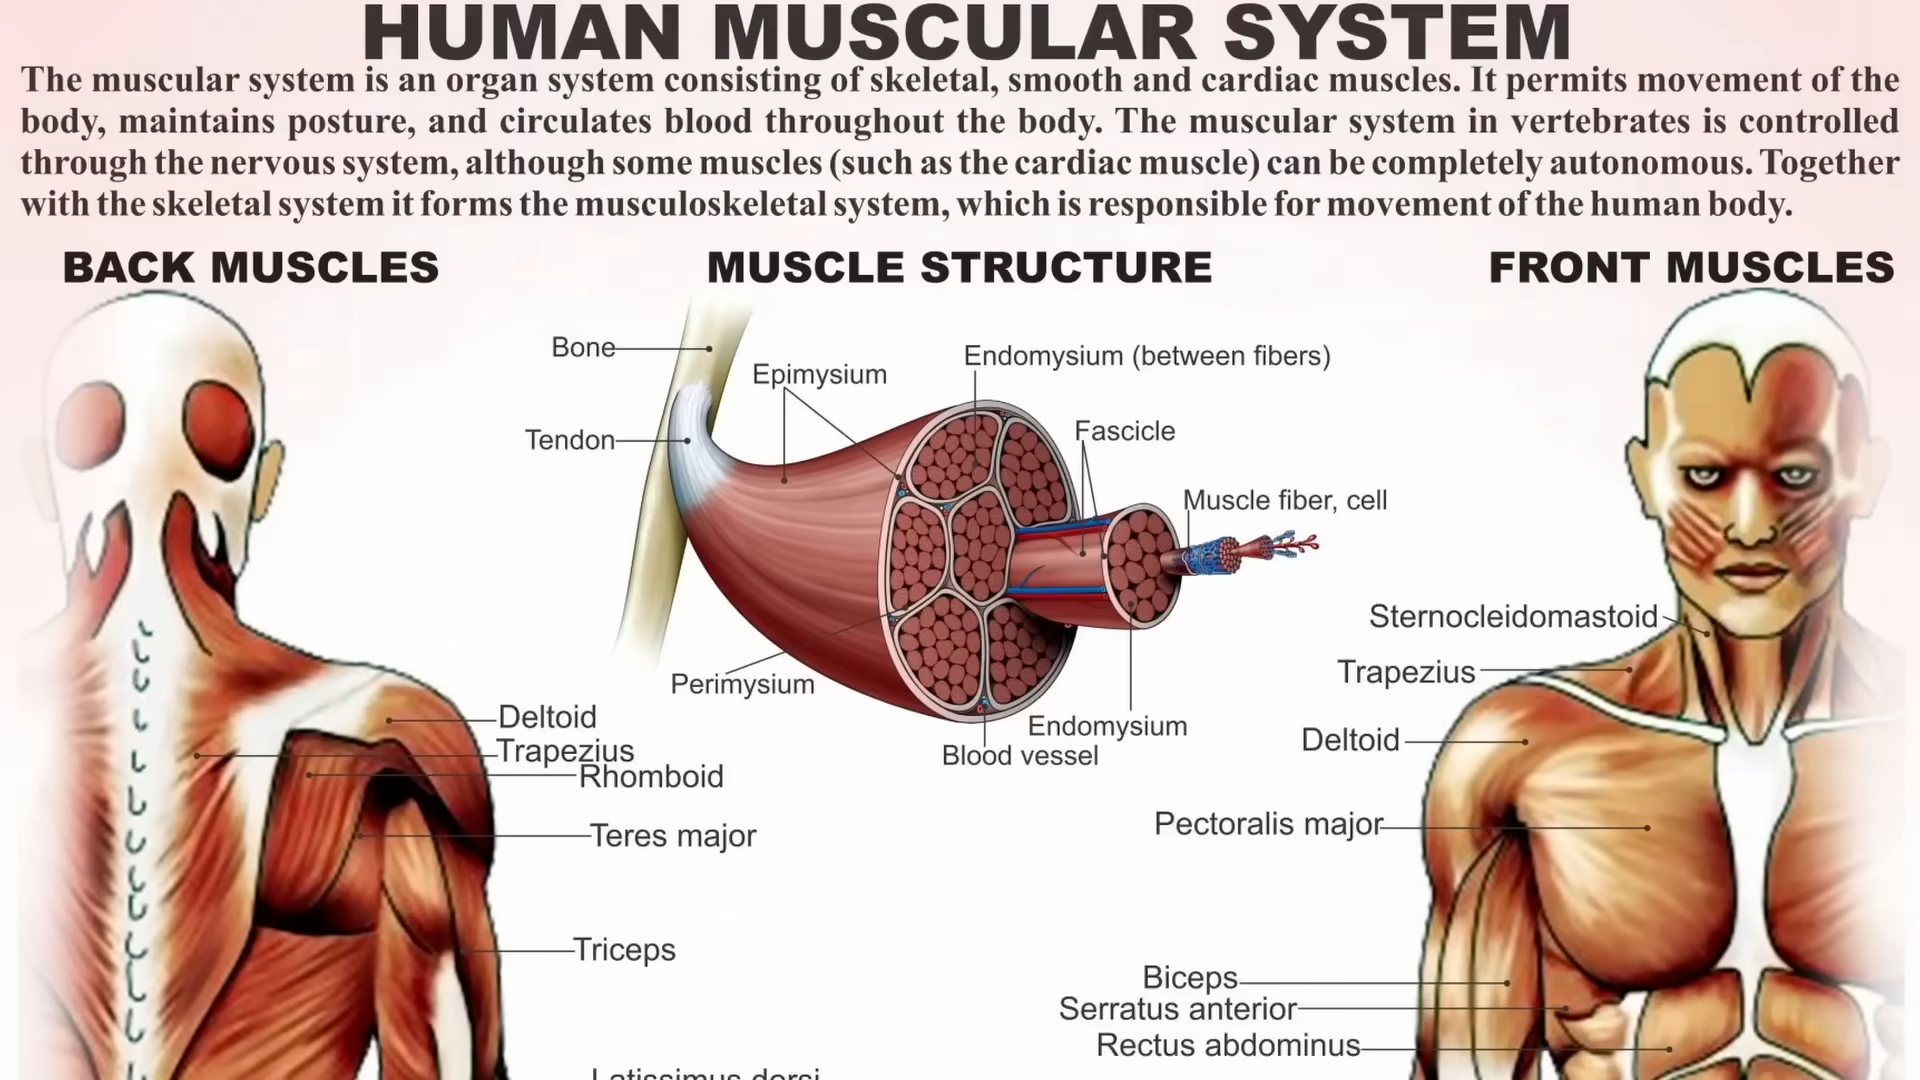 HUMAN MUSCULAR SYSTEM
The muscular system is an organ system consisting of skeletal, smooth and cardiac muscles. It permits movement of the
body, maintains posture, and circulates blood throughout the body. The muscular system in vertebrates is controlled
through the nervous system, although some muscles (such as the cardiac muscle) can be completely autonomous. Together
with the skeletal system it forms the musculoskeletal system, which is responsible for movement of the human body.
BACK MUSCLES
Deltoid
Trapezius
Rhomboid
Teres major
Triceps
Latissimus dorsi
MUSCLE STRUCTURE
Bone
Epimysium
Endomysium (between fibers)
Tendon
Fascicle
Muscle fiber, cell
Perimysium
Endomysium
Blood vessel
FRONT MUSCLES
Sternocleidomastoid
Trapezius
Deltoid
Pectoralis major
Biceps
Serratus anterior
Rectus abdominus